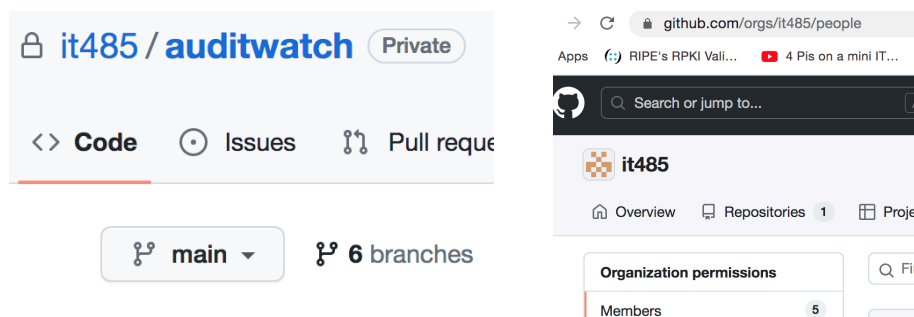 it485 / auditwatch Private
Code Issues Pull reque
main 6 branches
github.com/orgs/it485/people
Apps RIPE's RPKI Vali... 4 Pis on a mini IT...
Search or jump to...
it485
Overview Repositories 1 Proje
Organization permissions
Members 5
Fi